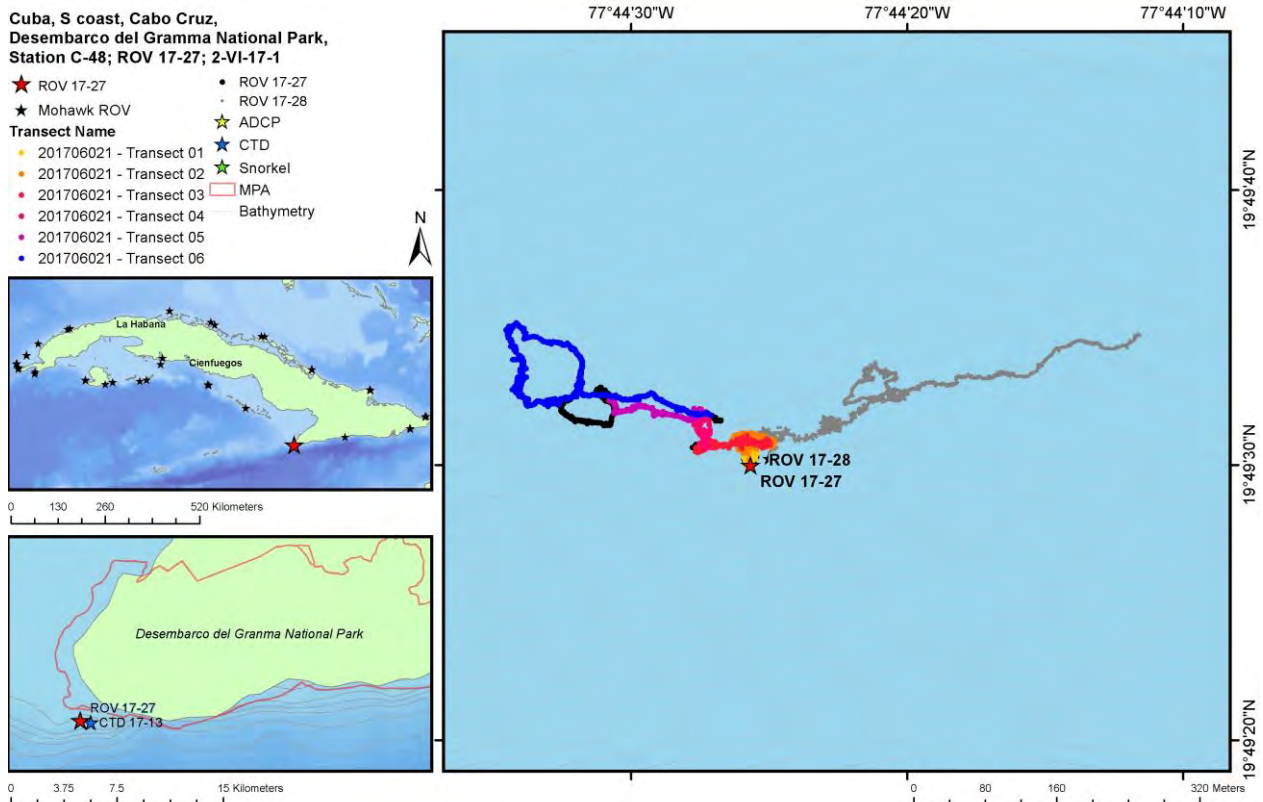 Cuba, S coast, Cabo Cruz,
Desembarco del Gramma National Park,
Station C-48; ROV 17-27; 2-VI-17-1
ROV 17-27
Mohawk ROV
Transect Name
201706021 - Transect 01
201706021 - Transect 02
201706021 - Transect 03
201706021 - Transect 04
201706021 - Transect 05
201706021 - Transect 06
ROV 17-27
ROV 17-28
ADCP
CTD
Snorkel
MPA
Bathymetry
N
La Habana
Cienfuegos
0 130 260 520 Kilometers
Desembarco del Granma National Park
ROV 17-27
CTD 17-13
0 3.75 7.5 15 Kilometers
77°44'30"W 77°44'20"W 77°44'10"W
19°49'40"N
19°49'30"N
19°49'20"N
ROV 17-28
ROV 17-27
0 80 160 320 Meters